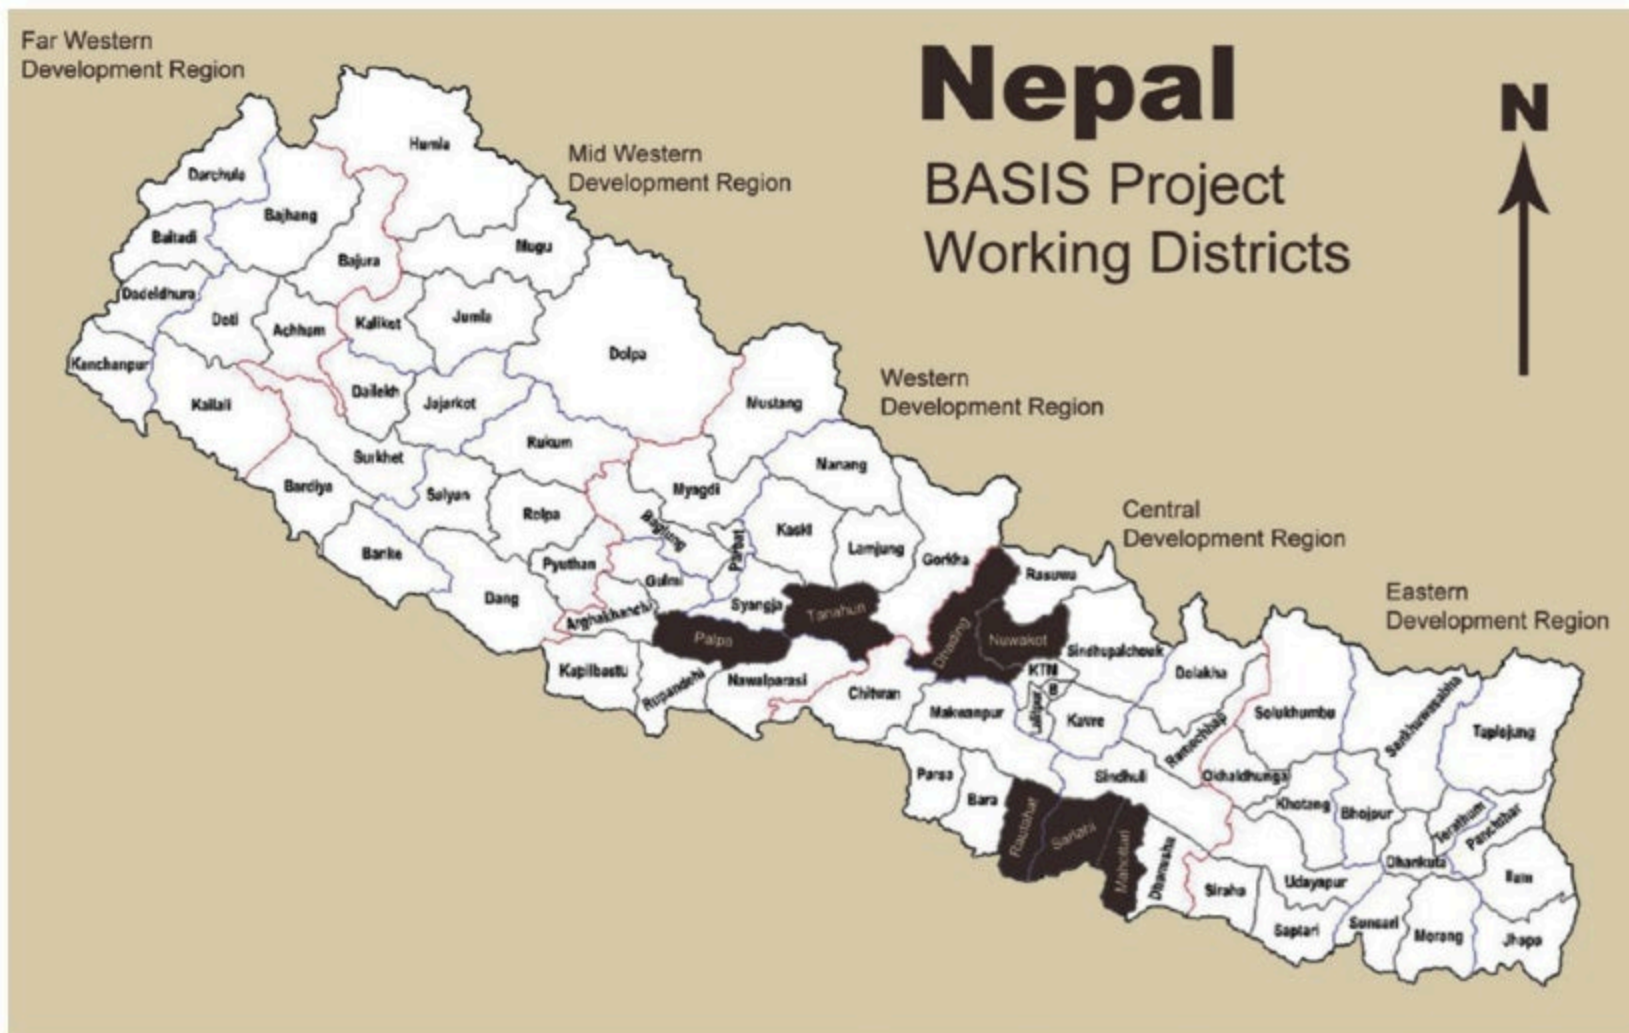 Far Western
Development Region
Nepal
BASIS Project
Working Districts
N
Mid Western
Development Region
Western
Development Region
Central
Development Region
Eastern
Development Region
Humla
Darchula
Bajhang
Baitadi
Mugu
Bajura
Dadeldhura
Doti
Achham
Kalikot
Jumla
Dolpa
Kanchanpur
Kailali
Dailekh
Jajarkot
Mustang
Rukum
Surkhet
Manang
Bardiya
Salyan
Myagdi
Rolpa
Baglung
Parbat
Kaski
Lamjung
Banke
Pyuthan
Gorkha
Rasuwa
Gulmi
Dang
Syangja
Tanahun
Arghakhanchi
Palpa
Dhading
Nuwakot
Sindhupalchouk
Kapilbastu
Rupandehi
Nawalparasi
KTM
B
Dolakha
Chitwan
Lalitpur
Makwanpur
Kavre
Ramechhap
Solukhumbu
Sankhuwasabha
Taplejung
Parsa
Sindhuli
Okhaldhunga
Bara
Khotang
Bhojpur
Terathum
Panchthar
Rautahat
Sarlahi
Mahottari
Dhanusha
Dhankuta
Siraha
Udayapur
Ilam
Saptari
Sunsari
Morang
Jhapa